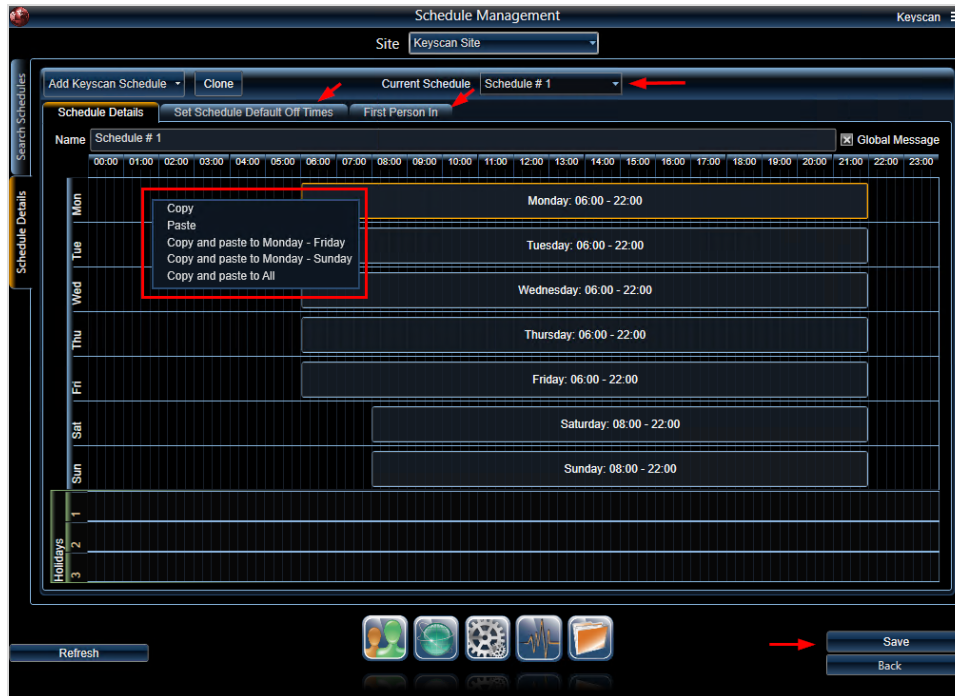 Schedule Management
Keyscan
Site Keyscan Site
Search Schedules
Schedule Details
Add Keyscan Schedule Clone Current Schedule Schedule # 1
Schedule Details Set Schedule Default Off Times First Person In
Name Schedule # 1 Global Message
00:00 01:00 02:00 03:00 04:00 05:00 06:00 07:00 08:00 09:00 10:00 11:00 12:00 13:00 14:00 15:00 16:00 17:00 18:00 19:00 20:00 21:00 22:00 23:00
Mon Monday: 06:00 - 22:00
Copy
Paste
Copy and paste to Monday - Friday
Copy and paste to Monday - Sunday
Copy and paste to All
Tue Tuesday: 06:00 - 22:00
Wed Wednesday: 06:00 - 22:00
Thu Thursday: 06:00 - 22:00
Fri Friday: 06:00 - 22:00
Sat Saturday: 08:00 - 22:00
Sun Sunday: 08:00 - 22:00
Holidays
1
2
3
Refresh
Save
Back